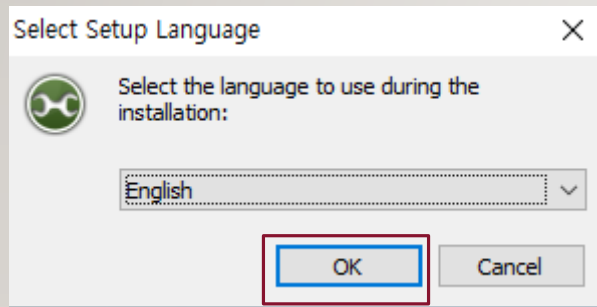 Select Setup Language
Select the language to use during the
installation:
English
OK
Cancel